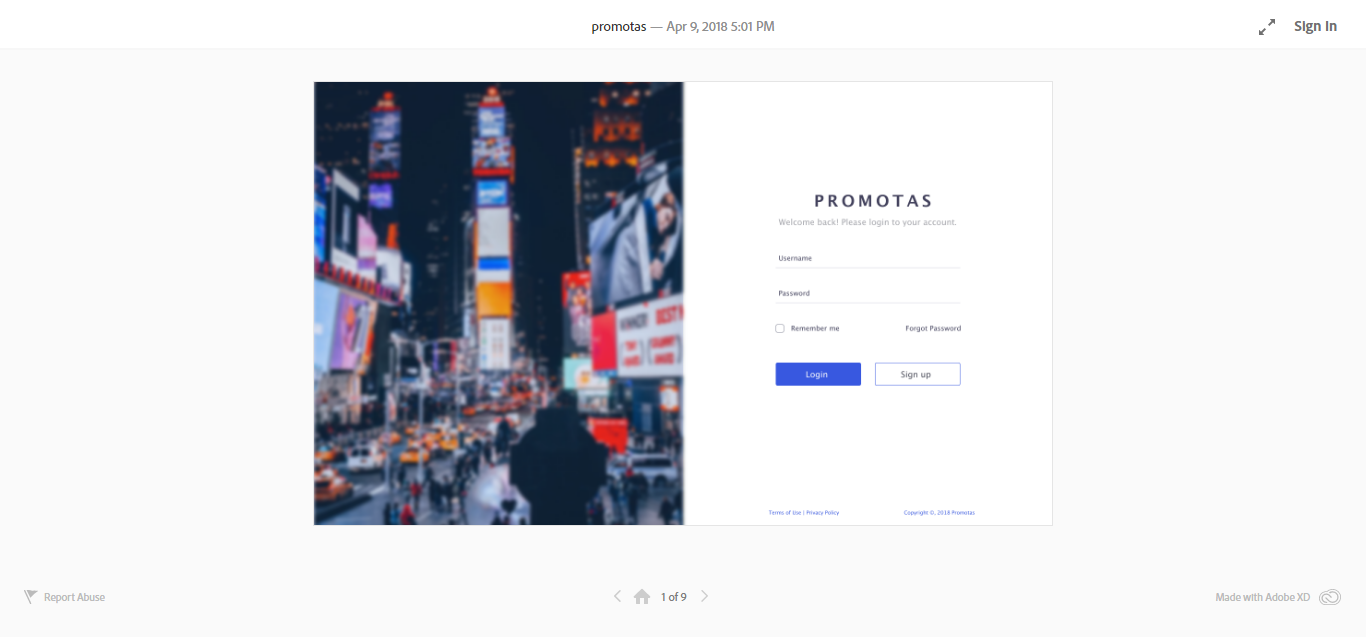 promotas — Apr 9, 2018 5:01 PM
Sign In
PROMOTAS
Welcome back! Please login to your account.
Username
Password
Remember me
Forgot Password
Login
Sign up
Terms of Use | Privacy Policy
Copyright ©, 2018 Promotas
Report Abuse
1 of 9
Made with Adobe XD